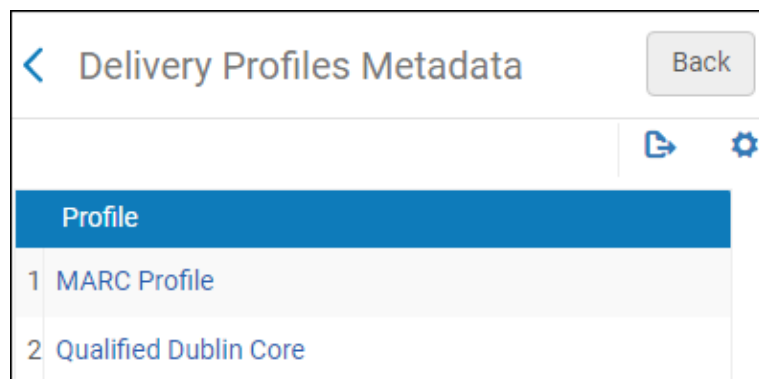 Delivery Profiles Metadata Back
Profile
1 MARC Profile
2 Qualified Dublin Core